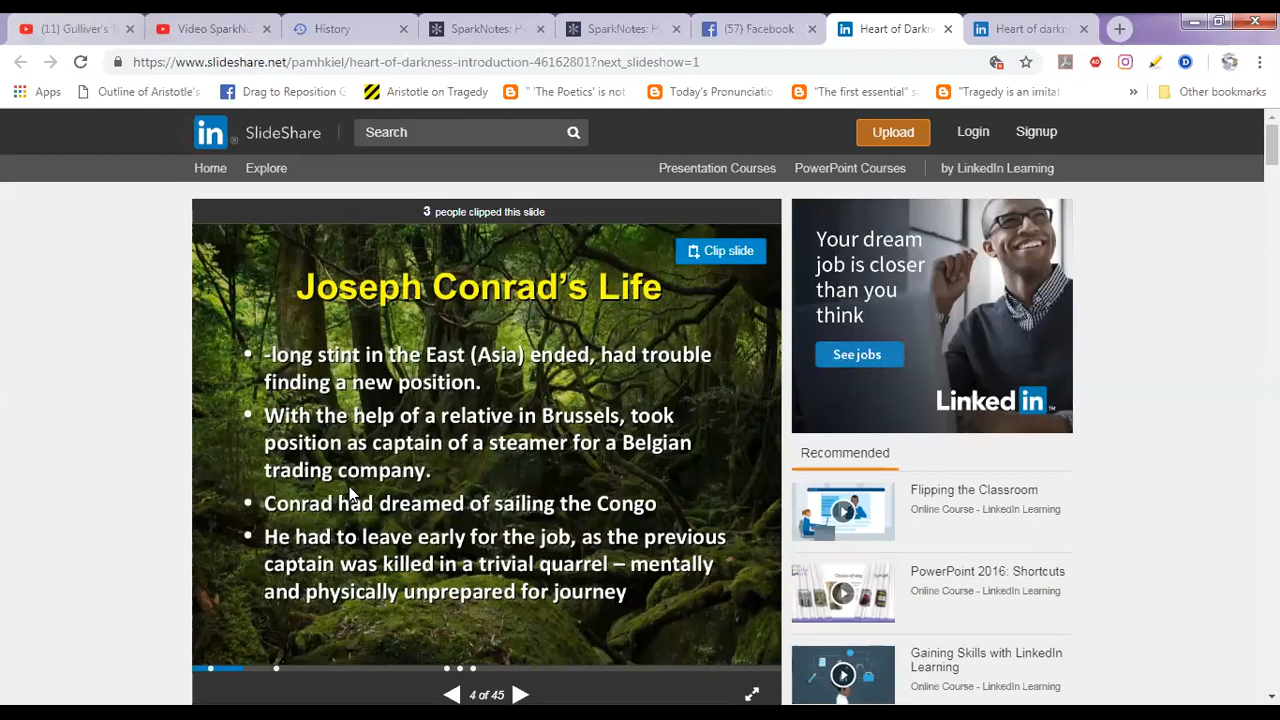 (11) Gulliver's T
Video SparkNo
History
SparkNotes: H
SparkNotes: H
(57) Facebook
Heart of Darkn
Heart of darkn
https://www.slideshare.net/pamhkiel/heart-of-darkness-introduction-46162801?next_slideshow=1
Apps
Outline of Aristotle's
Drag to Reposition G
Aristotle on Tragedy
" 'The Poetics' is not
Today's Pronunciatio
"The first essential" s
"Tragedy is an imitat
»
Other bookmarks
in SlideShare
Search
Upload
Login
Signup
Home
Explore
Presentation Courses
PowerPoint Courses
by LinkedIn Learning
3 people clipped this slide
Clip slide
Joseph Conrad's Life
• -long stint in the East (Asia) ended, had trouble
finding a new position.
• With the help of a relative in Brussels, took
position as captain of a steamer for a Belgian
trading company.
• Conrad had dreamed of sailing the Congo
• He had to leave early for the job, as the previous
captain was killed in a trivial quarrel – mentally
and physically unprepared for journey
4 of 45
Your dream
job is closer
than you
think
See jobs
Linked in
Recommended
Flipping the Classroom
Online Course - LinkedIn Learning
PowerPoint 2016: Shortcuts
Online Course - LinkedIn Learning
Gaining Skills with LinkedIn
Learning
Online Course - LinkedIn Learning